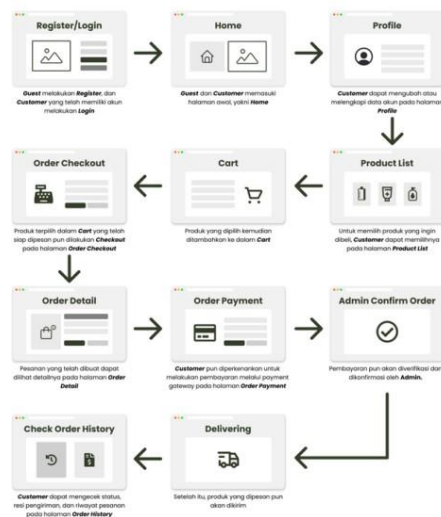 Register/Login
Guest melakukan Register, dan
Customer yang telah memiliki akun
melakukan Login
Home
Guest dan Customer memasuki
halaman awal, yakni Home
Profile
Customer dapat mengubah atau
melengkapi data akun pada halaman
Profile
Product List
Untuk memilih produk yang ingin
dibeli, Customer dapat memilihnya
pada halaman Product List
Cart
Produk yang dipilih kemudian
ditambahkan ke dalam Cart
Order Checkout
Produk terpilih dalam Cart yang telah
siap dipesan pun dilakukan Checkout
pada halaman Order Checkout
Order Detail
Pesanan yang telah dibuat dapat
dilihat detailnya pada halaman Order
Detail
Order Payment
Customer pun diperkenankan untuk
melakukan pembayaran melalui payment
gateway pada halaman Order Payment
Admin Confirm Order
Pembayaran pun akan diverifikasi dan
dikonfirmasi oleh Admin.
Delivering
Setelah itu, produk yang dipesan pun
akan dikirim
Check Order History
Customer dapat mengecek status,
resi pengiriman, dan riwayat pesanan
pada halaman Order History